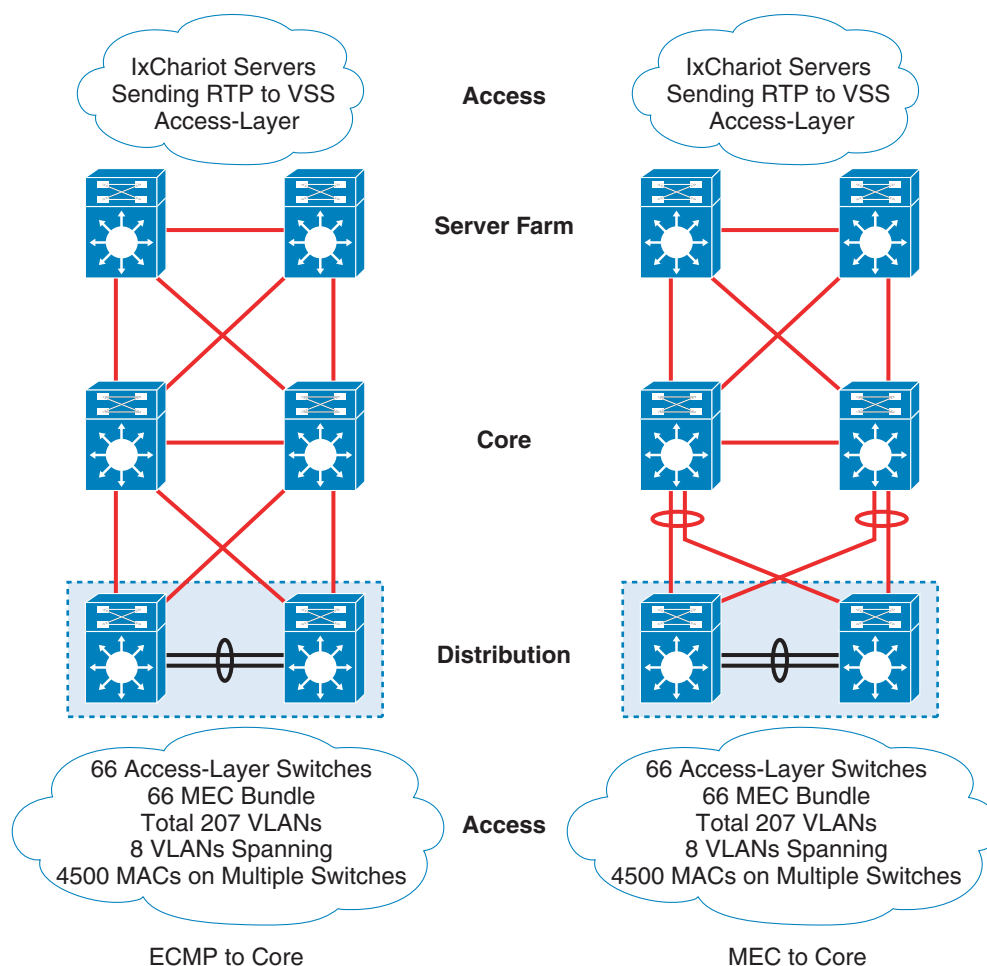 IxChariot Servers
Sending RTP to VSS
Access-Layer
Access
IxChariot Servers
Sending RTP to VSS
Access-Layer
Server Farm
Core
Distribution
66 Access-Layer Switches
66 MEC Bundle
Total 207 VLANs
8 VLANs Spanning
4500 MACs on Multiple Switches
Access
66 Access-Layer Switches
66 MEC Bundle
Total 207 VLANs
8 VLANs Spanning
4500 MACs on Multiple Switches
ECMP to Core
MEC to Core